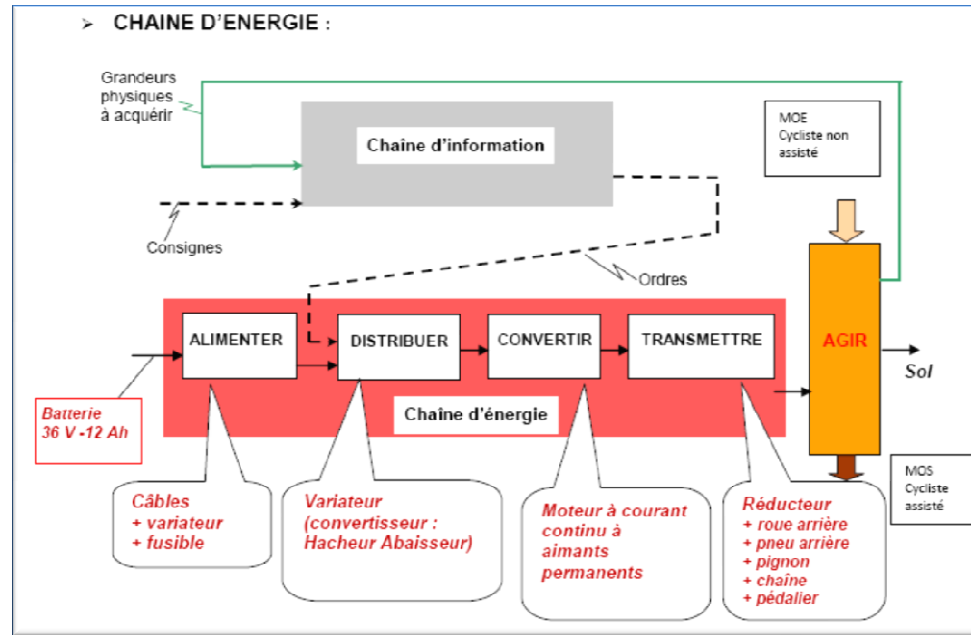 ➢ CHAINE D'ENERGIE :
Grandeurs
physiques
à acquérir
Chaîne d'information
MOE
Cycliste non
assisté
Consignes
Ordres
ALIMENTER
DISTRIBUER
CONVERTIR
TRANSMETTRE
AGIR
Sol
Batterie
36 V -12 Ah
Chaîne d'énergie
MOS
Cycliste
assisté
Câbles
+ variateur
+ fusible
Variateur
(convertisseur :
Hacheur Abaisseur)
Moteur à courant
continu à
aimants
permanents
Réducteur
+ roue arrière
+ pneu arrière
+ pignon
+ chaîne
+ pédalier